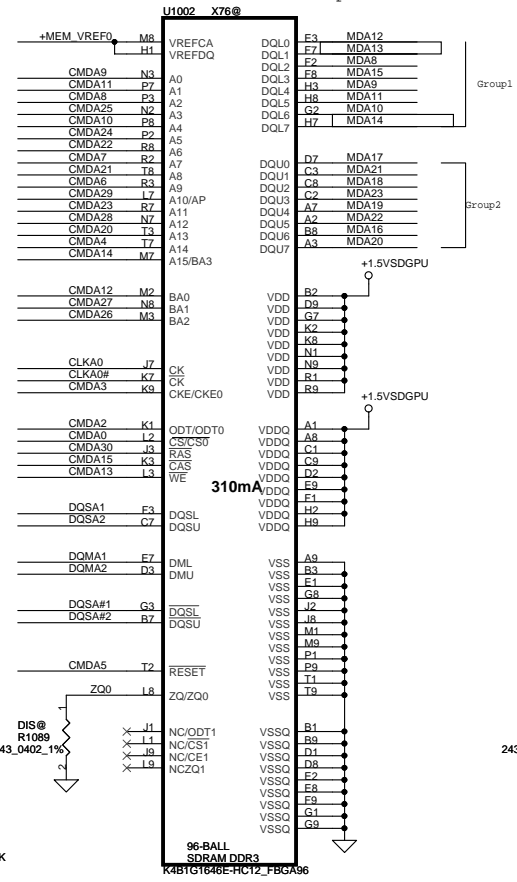 U1002 X76@
+MEM_VREF0 M8 VREFCA DQL0 E3 MDA12
H1 VREFDQ DQL1 F7 MDA13
DQL2 F2 MDA8
CMDA9 N3 A0 DQL3 F8 MDA15
CMDA11 P7 A1 DQL4 H3 MDA9
CMDA8 P3 A2 DQL5 H8 MDA11
CMDA25 N2 A3 DQL6 G2 MDA10
CMDA10 P8 A4 DQL7 H7 MDA14
Group1
CMDA24 P2 A5
CMDA22 R8 A6
CMDA7 R2 A7 DQU0 D7 MDA17
CMDA21 T8 A8 DQU1 C3 MDA21
CMDA6 R3 A9 DQU2 C8 MDA18
CMDA29 L7 A10/AP DQU3 C2 MDA23
CMDA23 R7 A11 DQU4 A7 MDA19
CMDA28 N7 A12 DQU5 A2 MDA22
CMDA20 T3 A13 DQU6 B8 MDA16
CMDA4 T7 A14 DQU7 A3 MDA20
Group2
CMDA14 M7 A15/BA3
+1.5VSDGPU
CMDA12 M2 BA0 VDD B2
CMDA27 N8 BA1 VDD D9
CMDA26 M3 BA2 VDD G7
VDD K2
VDD K8
VDD N1
CLKA0 J7 CK VDD N9
CLKA0# K7 CK VDD R1
CMDA3 K9 CKE/CKE0 VDD R9
+1.5VSDGPU
CMDA2 K1 ODT/ODT0 VDDQ A1
CMDA0 L2 CS/CS0 VDDQ A8
CMDA30 J3 RAS VDDQ C1
CMDA15 K3 CAS VDDQ C9
CMDA13 L3 WE VDDQ D2
310mA VDDQ E9
VDDQ F1
DQSA1 F3 DQSL VDDQ H2
DQSA2 C7 DQSU VDDQ H9
DQMA1 E7 DML VSS A9
DQMA2 D3 DMU VSS B3
VSS E1
VSS G8
DQSA#1 G3 DQSL VSS J2
DQSA#2 B7 DQSU VSS J8
VSS M1
VSS M9
VSS P1
CMDA5 T2 RESET VSS P9
VSS T1
ZQ0 L8 ZQ/ZQ0 VSS T9
1
DIS@
R1089
43_0402_1%
2
J1 NC/ODT1 VSSQ B1
L1 NC/CS1 VSSQ B9
J9 NC/CE1 VSSQ D1
L9 NCZQ1 VSSQ D8
VSSQ E2
VSSQ E8
VSSQ F9
VSSQ G1
VSSQ G9
243
96-BALL
SDRAM DDR3
K4B1G1646E-HC12_FBGA96
K